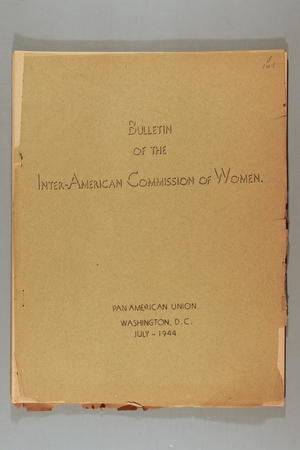 BULLETIN
OF THE
INTER-AMERICAN COMMISSION OF WOMEN.
PAN AMERICAN UNION
WASHINGTON, D.C.
JULY - 1944